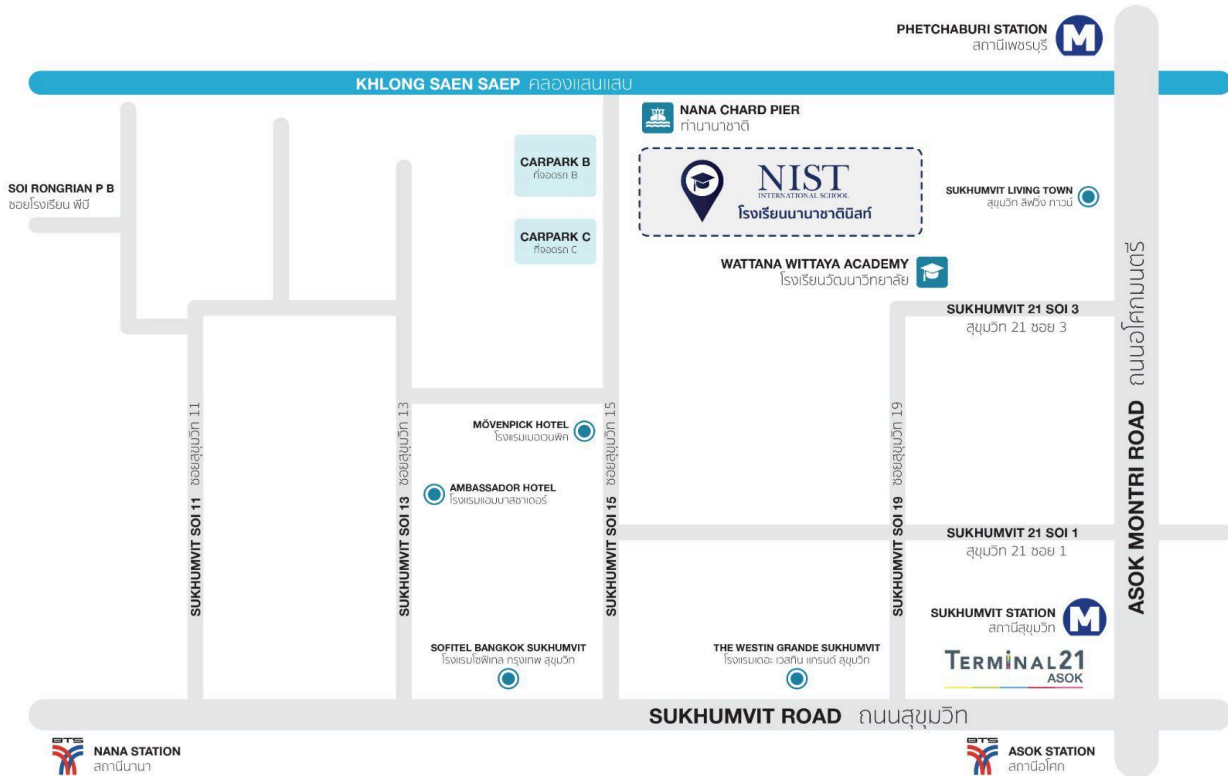 PHETCHABURI STATION
สถานีเพชรบุรี
M
KHLONG SAEN SAEP คลองแสนแสบ
NANA CHARD PIER
ท่านานาชาติ
CARPARK B
ที่จอดรถ B
NIST
INTERNATIONAL SCHOOL
โรงเรียนนานาชาตินิสท์
SOI RONGRIAN P B
ซอยโรงเรียน พีบี
SUKHUMVIT LIVING TOWN
สุขุมวิท ลิฟวิ่ง ทาวน์
CARPARK C
ที่จอดรถ C
WATTANA WITTAYA ACADEMY
โรงเรียนวัฒนาวิทยาลัย
SUKHUMVIT 21 SOI 3
สุขุมวิท 21 ซอย 3
ASOK MONTRI ROAD ถนนอโศกมนตรี
MÖVENPICK HOTEL
โรงแรมเมอเวนพิค
AMBASSADOR HOTEL
โรงแรมแอมบาสซาเดอร์
SUKHUMVIT SOI 11 ซอยสุขุมวิท 11
SUKHUMVIT SOI 13 ซอยสุขุมวิท 13
SUKHUMVIT SOI 15 ซอยสุขุมวิท 15
SUKHUMVIT SOI 19 ซอยสุขุมวิท 19
SUKHUMVIT 21 SOI 1
สุขุมวิท 21 ซอย 1
SUKHUMVIT STATION
สถานีสุขุมวิท
M
SOFITEL BANGKOK SUKHUMVIT
โรงแรมโซฟิเทล กรุงเทพ สุขุมวิท
THE WESTIN GRANDE SUKHUMVIT
โรงแรมเดอะ เวสทิน แกรนด์ สุขุมวิท
TERMINAL21
ASOK
SUKHUMVIT ROAD ถนนสุขุมวิท
BTS
NANA STATION
สถานีนานา
BTS
ASOK STATION
สถานีอโศก